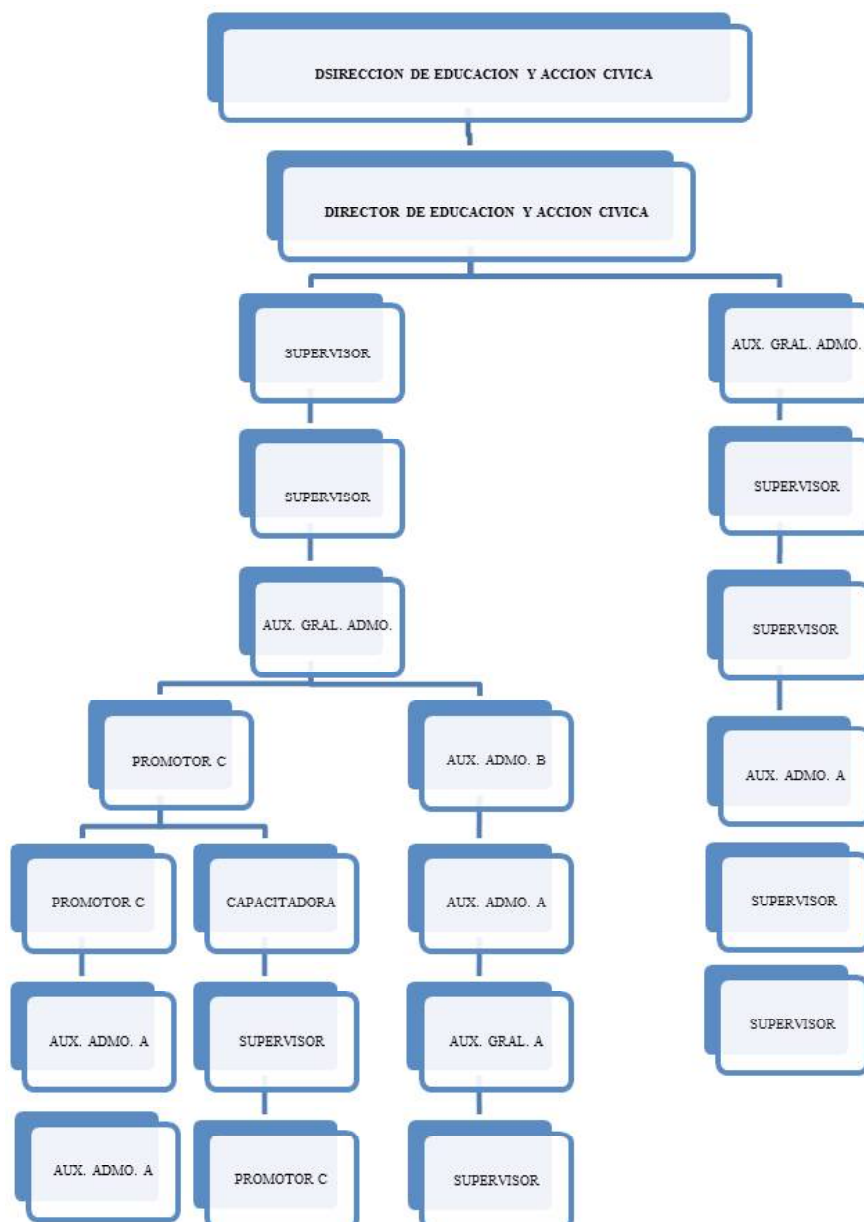 DSIRECCION DE EDUCACION Y ACCION CIVICA
DIRECTOR DE EDUCACION Y ACCION CIVICA
SUPERVISOR
AUX. GRAL. ADMO.
SUPERVISOR
SUPERVISOR
AUX. GRAL. ADMO.
SUPERVISOR
PROMOTOR C
AUX. ADMO. B
AUX. ADMO. A
PROMOTOR C
CAPACITADORA
AUX. ADMO. A
SUPERVISOR
AUX. ADMO. A
SUPERVISOR
AUX. GRAL. A
SUPERVISOR
AUX. ADMO. A
PROMOTOR C
SUPERVISOR